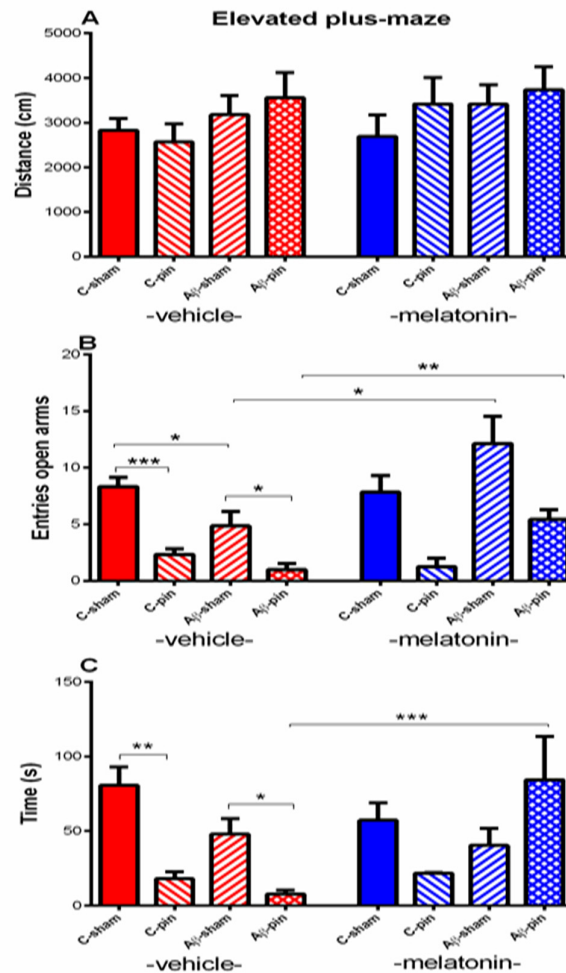 A Elevated plus-maze
Distance (cm)
5000
4000
3000
2000
1000
0
C-sham C-pin Aβ-sham Aβ-pin C-sham C-pin Aβ-sham Aβ-pin
-vehicle- -melatonin-
B
Entries open arms
20
15
10
5
0
**
*
*
***
*
C-sham C-pin Aβ-sham Aβ-pin C-sham C-pin Aβ-sham Aβ-pin
-vehicle- -melatonin-
C
Time (s)
150
100
50
0
***
**
*
C-sham C-pin Aβ-sham Aβ-pin C-sham C-pin Aβ-sham Aβ-pin
-vehicle- -melatonin-